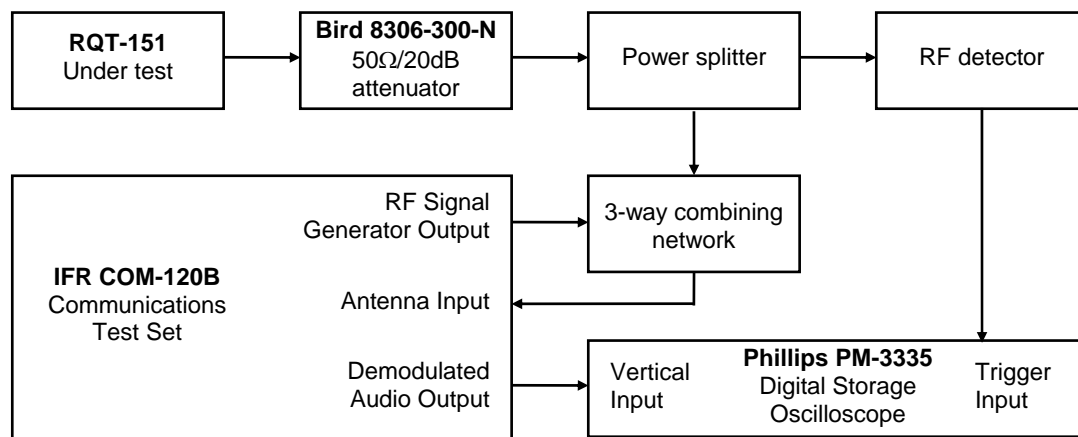 RQT-151
Under test
Bird 8306-300-N
50Ω/20dB
attenuator
Power splitter
RF detector
RF Signal
Generator Output
3-way combining
network
IFR COM-120B
Communications
Test Set
Antenna Input
Demodulated
Audio Output
Vertical
Input
Phillips PM-3335
Digital Storage
Oscilloscope
Trigger
Input